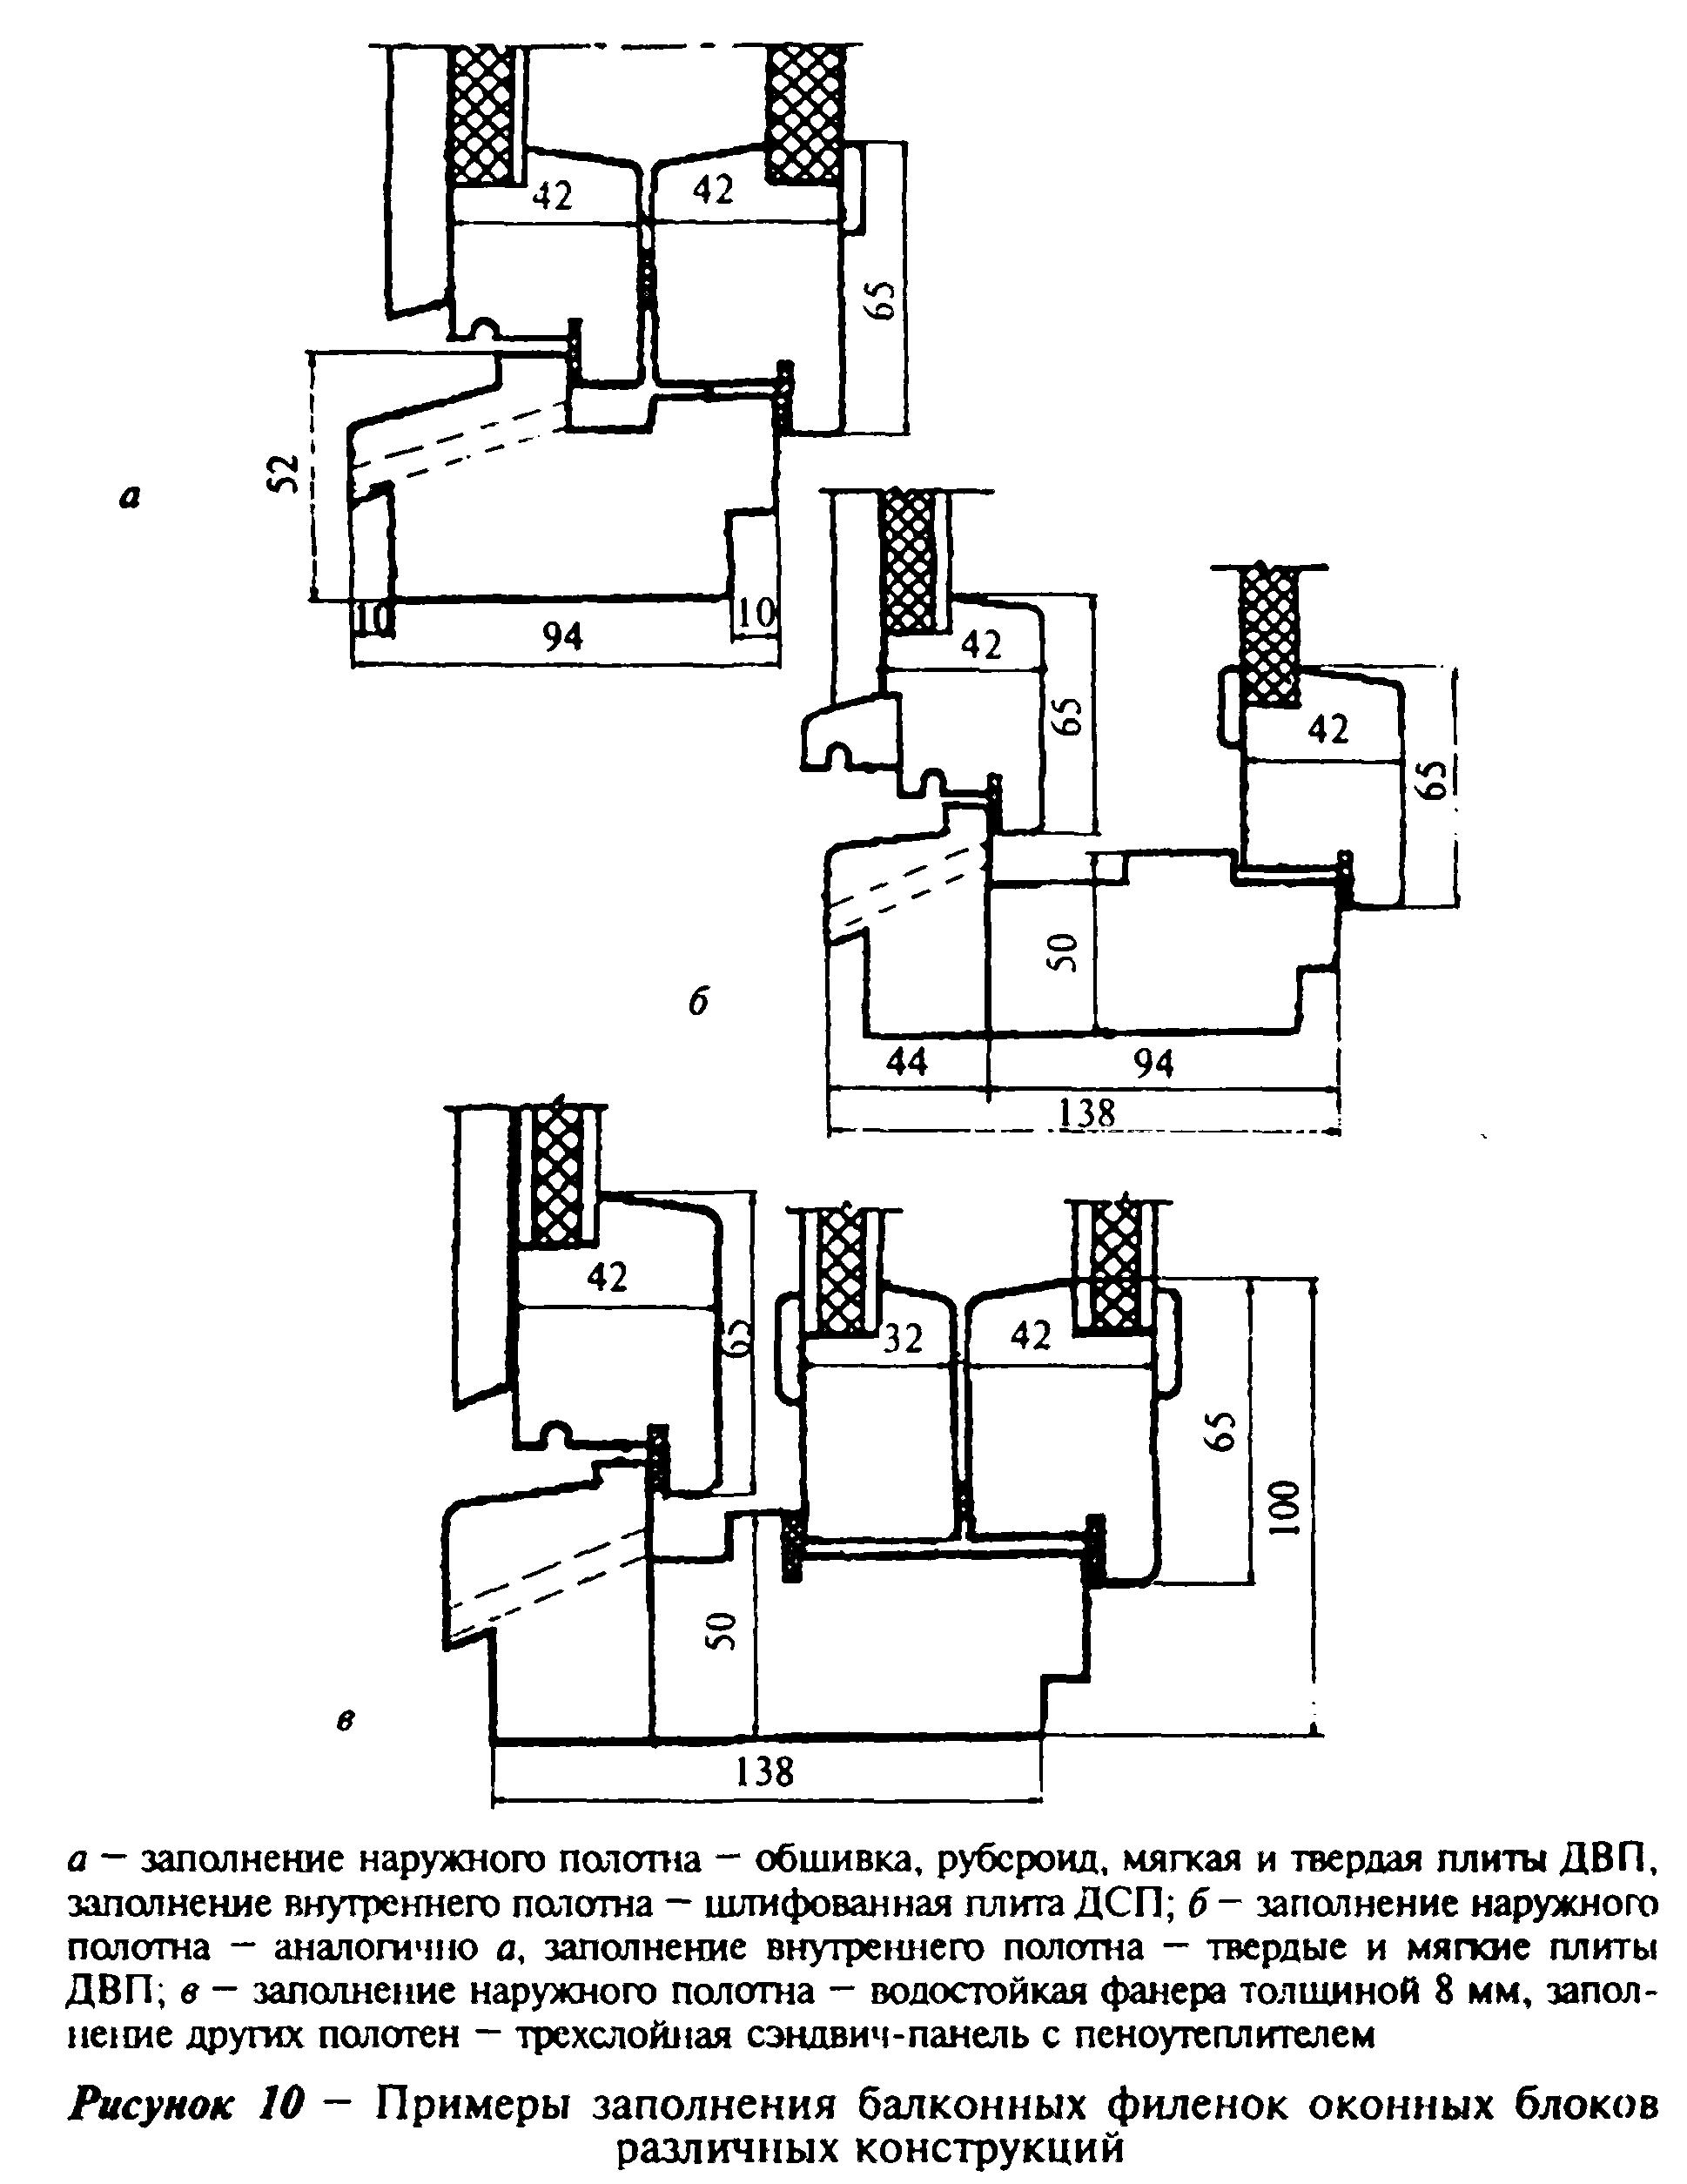 42
42
65
52
а
10
10
94
42
65
42
65
50
б
44
94
138
42
65
32
42
65
100
50
в
138
а – заполнение наружного полотна – обшивка, рубероид, мягкая и твердая плиты ДВП,
заполнение внутреннего полотна – шлифованная плита ДСП; б – заполнение наружного
полотна – аналогично а, заполнение внутреннего полотна – твердые и мягкие плиты
ДВП; в – заполнение наружного полотна – водостойкая фанера толщиной 8 мм, запол-
нение других полотен – трехслойная сэндвич-панель с пеноутеплителем
Рисунок 10 – Примеры заполнения балконных филенок оконных блоков
различных конструкций